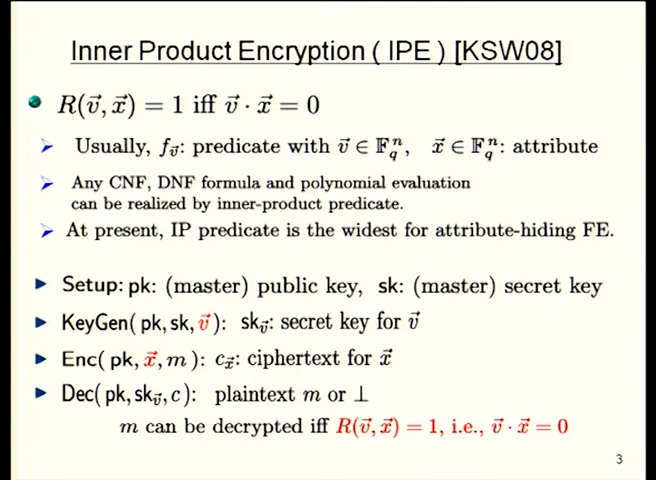 Inner Product Encryption ( IPE ) [KSW08]
R(v⃗, x⃗) = 1 iff v⃗ · x⃗ = 0
Usually, f_v⃗: predicate with v⃗ ∈ 𝔽_q^n, x⃗ ∈ 𝔽_q^n: attribute
Any CNF, DNF formula and polynomial evaluation
can be realized by inner-product predicate.
At present, IP predicate is the widest for attribute-hiding FE.
Setup: pk: (master) public key, sk: (master) secret key
KeyGen( pk, sk, v⃗ ): sk_v⃗: secret key for v⃗
Enc( pk, x⃗, m ): c_x⃗: ciphertext for x⃗
Dec( pk, sk_v⃗, c ): plaintext m or ⊥
m can be decrypted iff R(v⃗, x⃗) = 1, i.e., v⃗ · x⃗ = 0
3